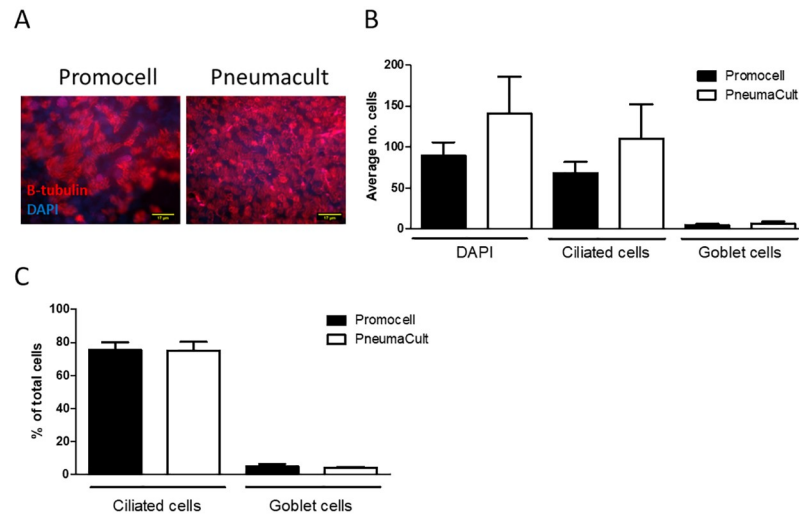 A
Promocell
Pneumacult
B-tubulin
DAPI
B
Average no. cells
200
150
100
50
0
Promocell
PneumaCult
DAPI
Ciliated cells
Goblet cells
C
% of total cells
100
80
60
40
20
0
Promocell
PneumaCult
Ciliated cells
Goblet cells